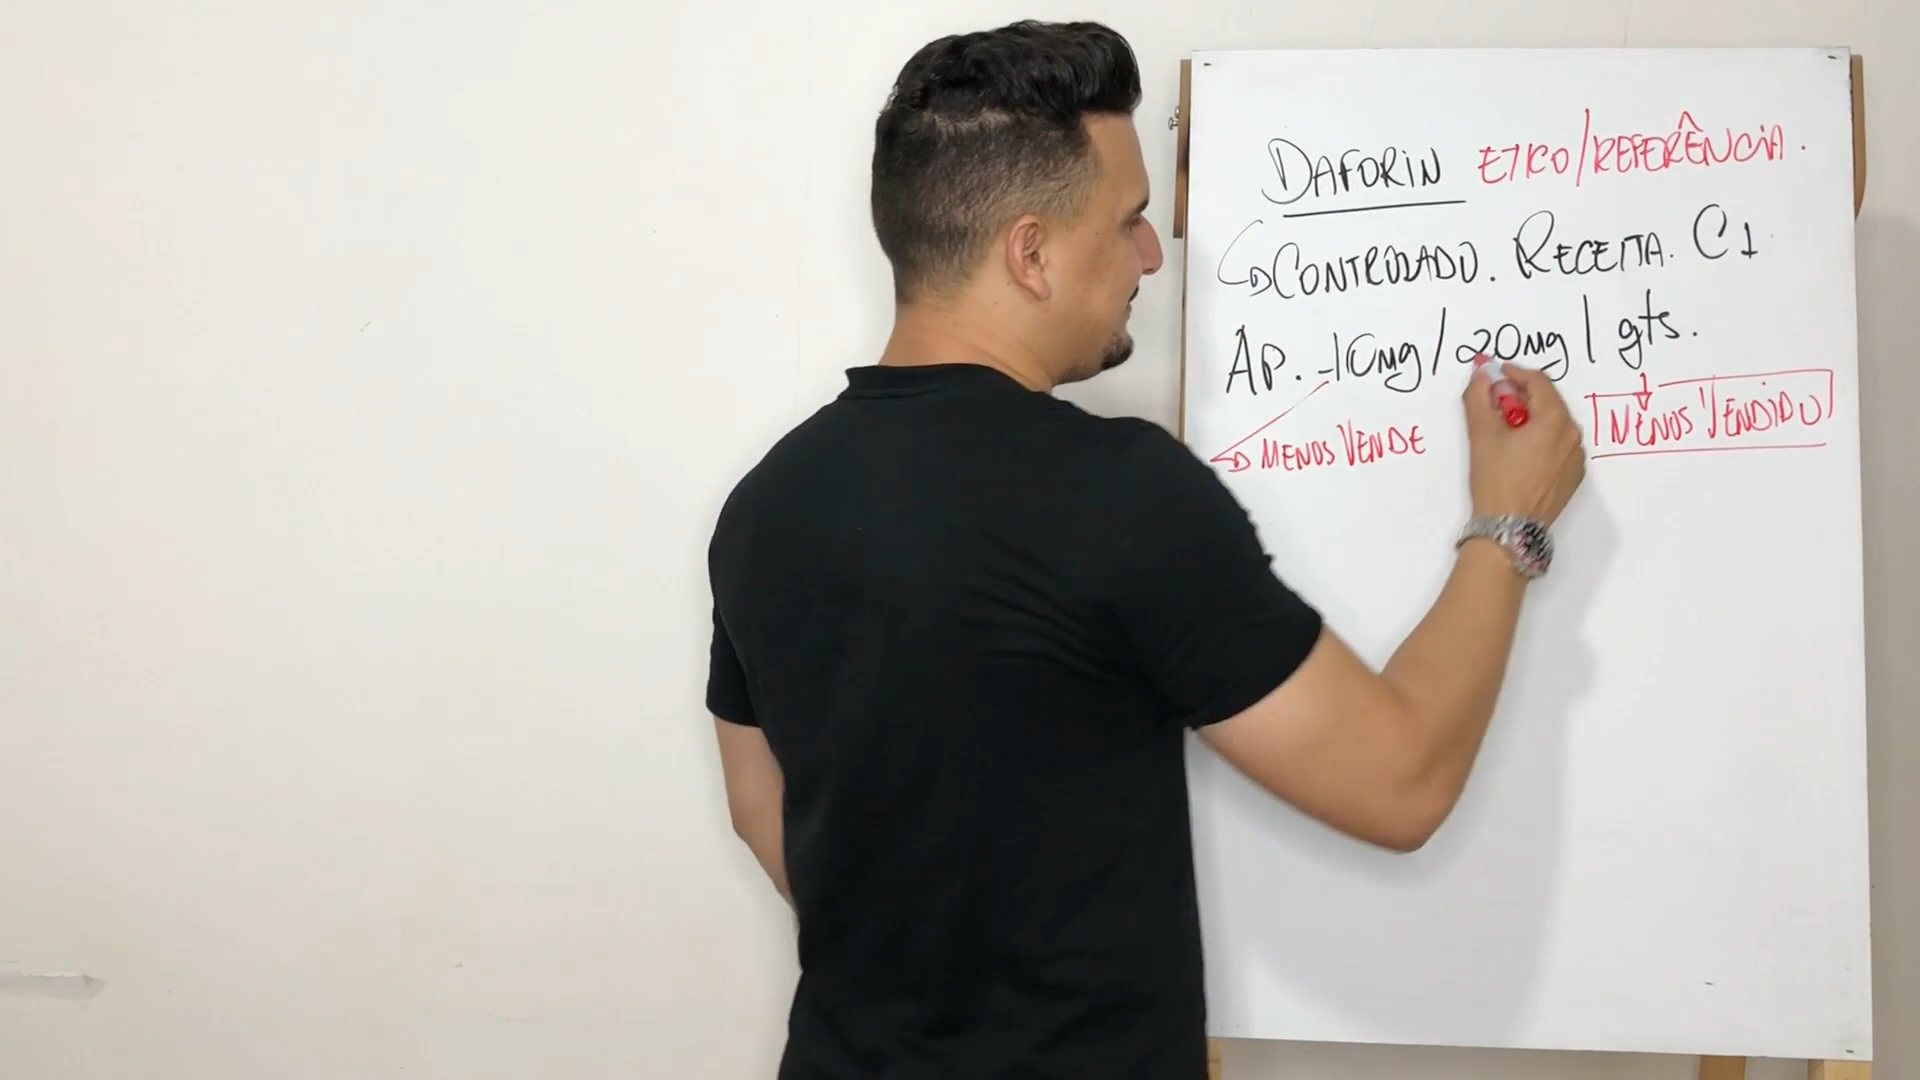 DAFORIN ETICO/REFERÊNCIA.
CONTROLADO. RECEITA. C1
AP. 10mg/20mg/gts.
MENOS VENDE
MENOS VENDIDO